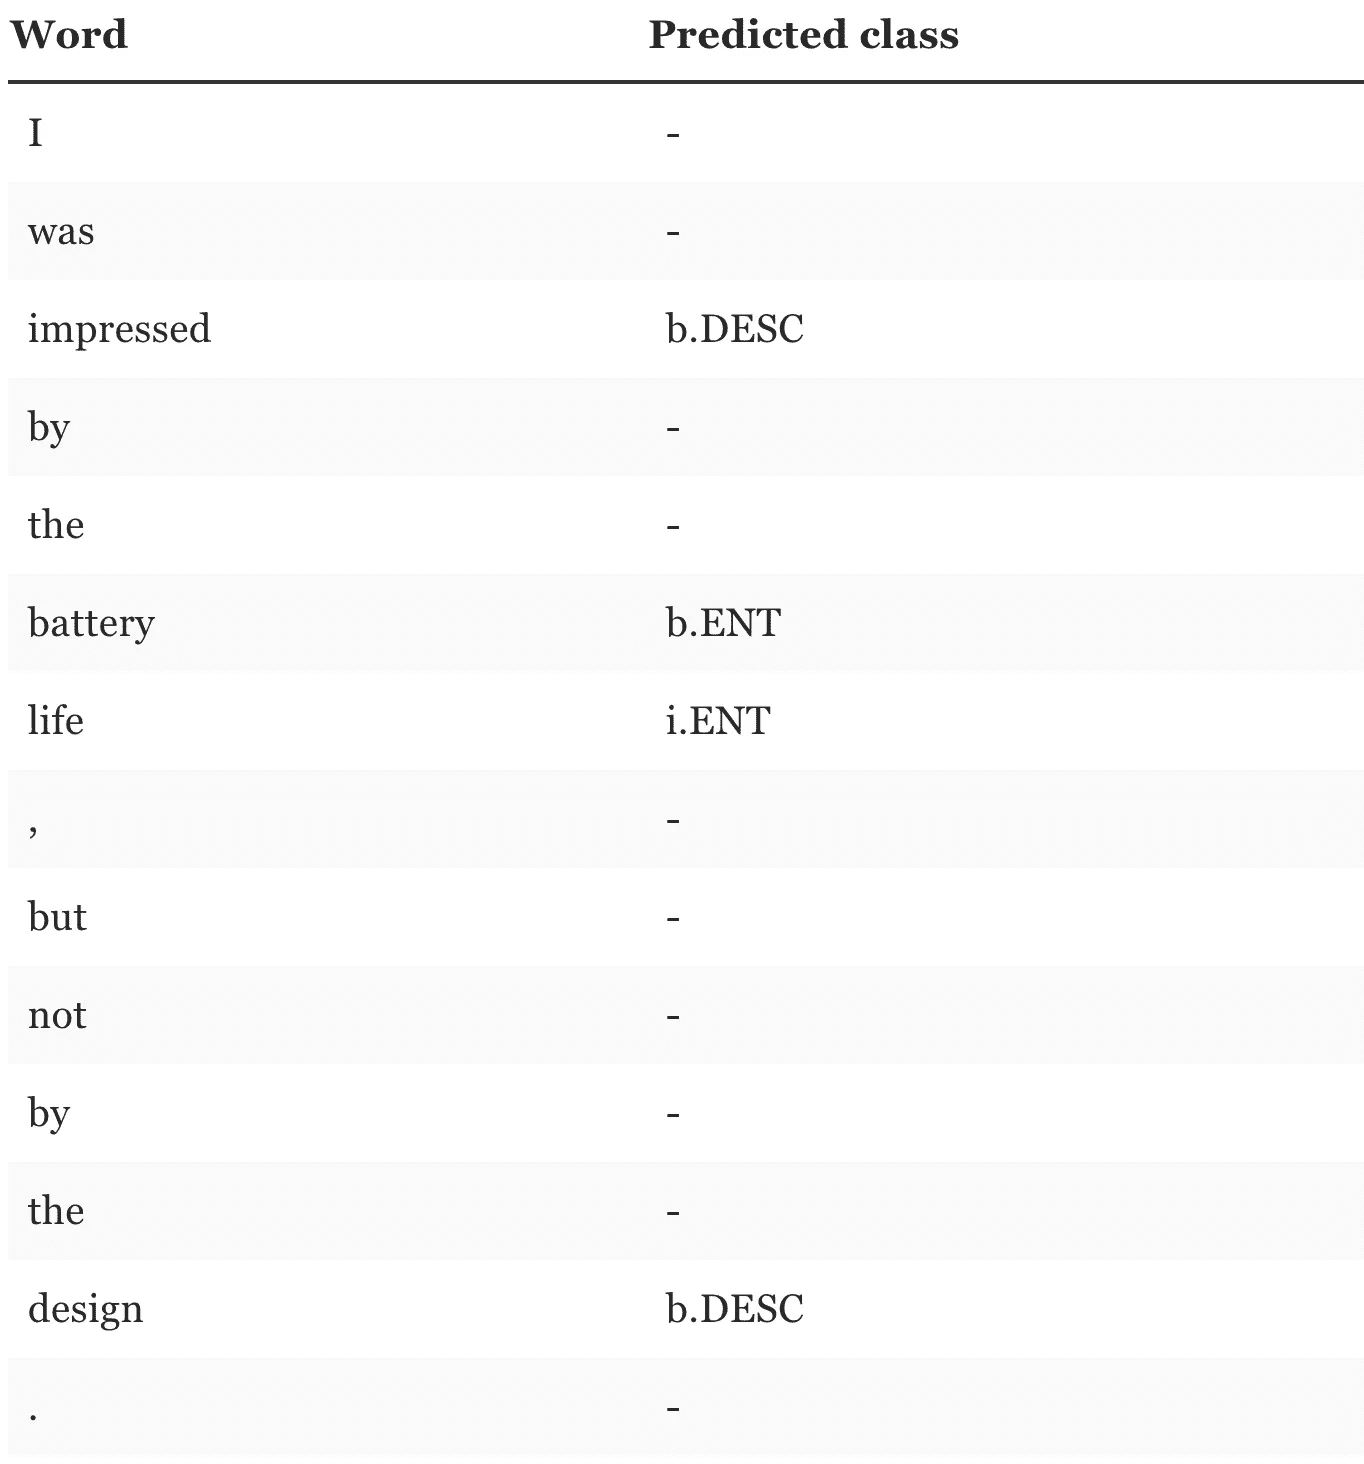 Word Predicted class
I -
was -
impressed b.DESC
by -
the -
battery b.ENT
life i.ENT
, -
but -
not -
by -
the -
design b.DESC
. -